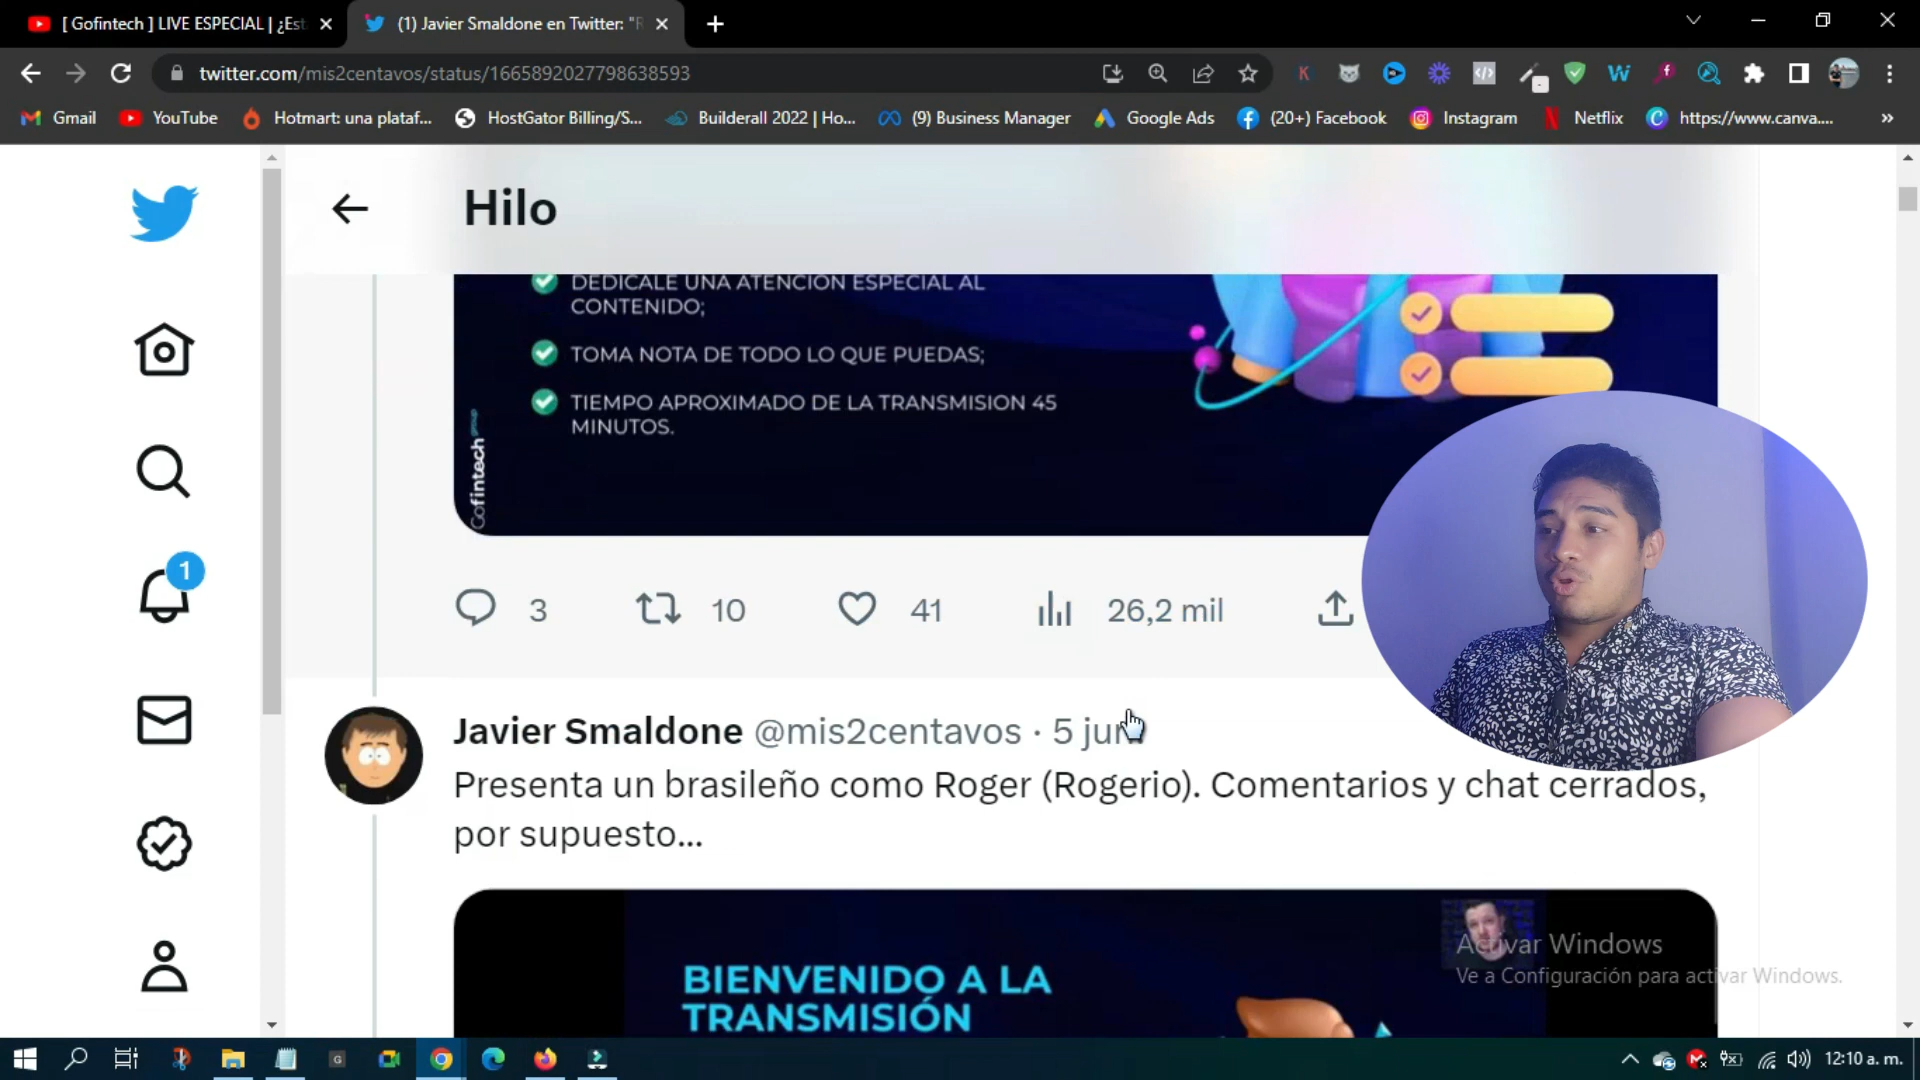 [ Gofintech ] LIVE ESPECIAL | ¿Est
(1) Javier Smaldone en Twitter: "R
twitter.com/mis2centavos/status/1665892027798638593
Gmail
YouTube
Hotmart: una plataf...
HostGator Billing/S...
Builderall 2022 | Ho...
(9) Business Manager
Google Ads
(20+) Facebook
Instagram
Netflix
https://www.canva....
»
Hilo
DEDICALE UNA ATENCION ESPECIAL AL
CONTENIDO;
TOMA NOTA DE TODO LO QUE PUEDAS;
TIEMPO APROXIMADO DE LA TRANSMISION 45
MINUTOS.
Gofintech group
1
3
10
41
26,2 mil
Javier Smaldone @mis2centavos · 5 jun.
Presenta un brasileño como Roger (Rogerio). Comentarios y chat cerrados,
por supuesto...
BIENVENIDO A LA
TRANSMISIÓN
Activar Windows
Ve a Configuración para activar Windows.
12:10 a. m.